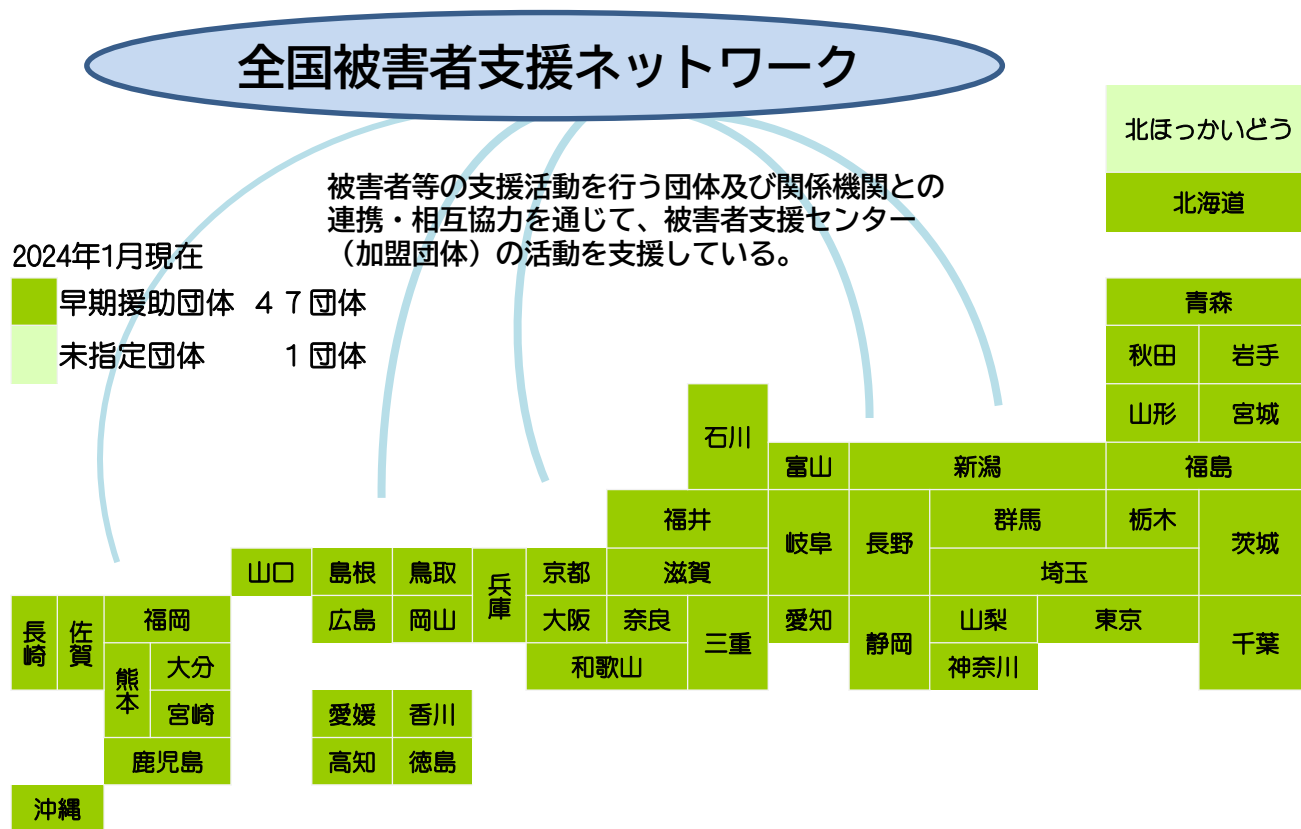 全国被害者支援ネットワーク
北ほっかいどう
被害者等の支援活動を行う団体及び関係機関との
連携・相互協力を通じて、被害者支援センター
（加盟団体）の活動を支援している。
北海道
2024年1月現在
早期援助団体 ４７団体
未指定団体 １団体
青森
秋田 岩手
山形 宮城
石川
富山 新潟 福島
福井 岐阜 長野 群馬 栃木 茨城
山口 島根 鳥取 兵庫 京都 滋賀 埼玉
長崎 佐賀 福岡 広島 岡山 大阪 奈良 三重 愛知 静岡 山梨 東京 千葉
熊本 大分 和歌山 神奈川
宮崎 愛媛 香川
鹿児島 高知 徳島
沖縄